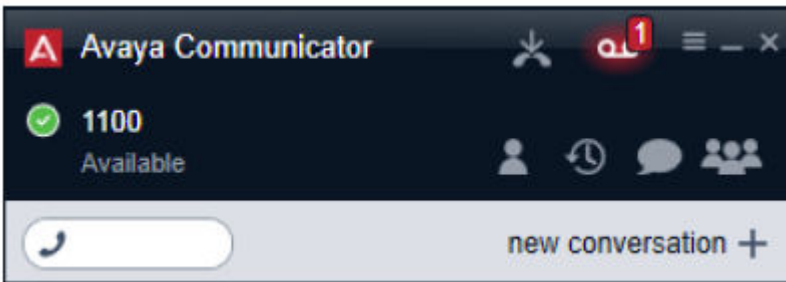 Avaya Communicator
1
1100
Available
new conversation